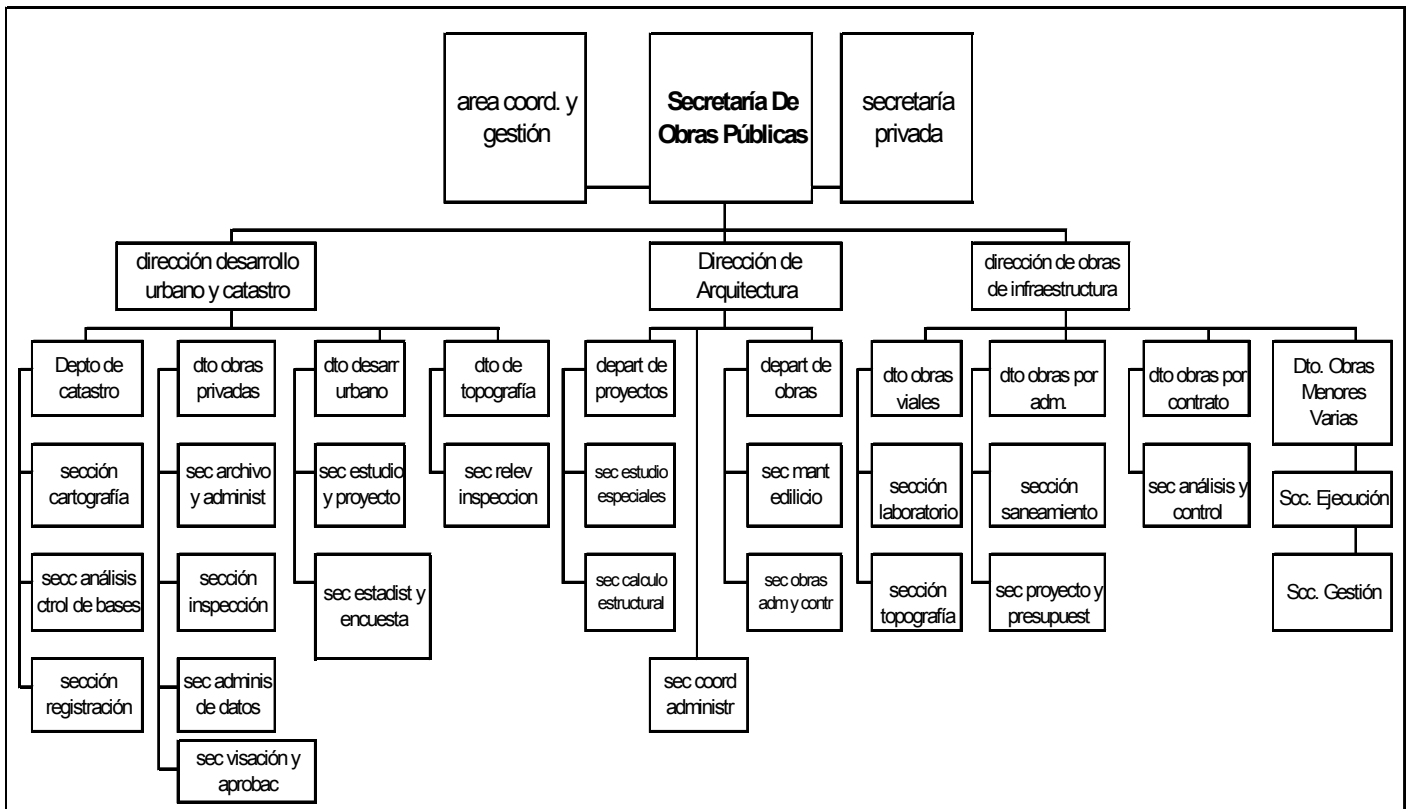 area coord. y
gestión
Secretaría De
Obras Públicas
secretaría
privada
dirección desarrollo
urbano y catastro
Dirección de
Arquitectura
dirección de obras
de infraestructura
Depto de
catastro
dto obras
privadas
dto desarr
urbano
dto de
topografía
depart de
proyectos
depart de
obras
dto obras
viales
dto obras por
adm.
dto obras por
contrato
Dto. Obras
Menores
Varias
sección
cartografía
sec archivo
y administ
sec estudio
y proyecto
sec relev
inspeccion
sec estudio
especiales
sec mant
edilicio
sección
laboratorio
sección
saneamiento
sec análisis y
control
Scc. Ejecución
secc análisis
ctrol de bases
sección
inspección
sec estadist y
encuesta
sec calculo
estructural
sec obras
adm y contr
sección
topografía
sec proyecto y
presupuest
Scc. Gestión
sección
registración
sec adminis
de datos
sec coord
administr
sec visación y
aprobac